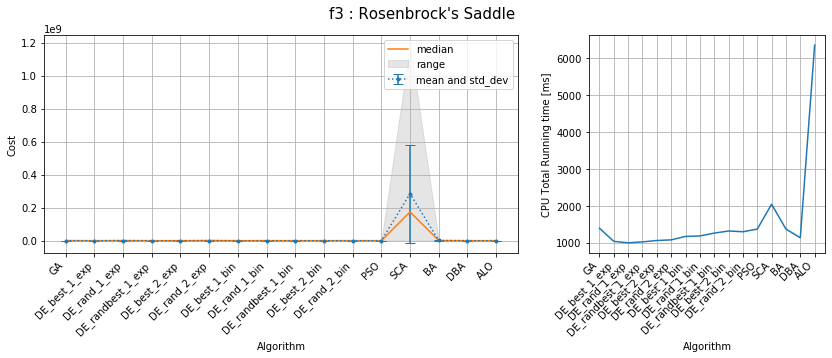 f3 : Rosenbrock's Saddle
1e9
1.2
1.0
0.8
0.6
0.4
0.2
0.0
Cost
median
range
mean and std_dev
GA
DE_best_1_exp
DE_rand_1_exp
DE_randbest_1_exp
DE_best_2_exp
DE_rand_2_exp
DE_best_1_bin
DE_rand_1_bin
DE_randbest_1_bin
DE_best_2_bin
DE_rand_2_bin
PSO
SCA
BA
DBA
ALO
Algorithm
6000
5000
4000
3000
2000
1000
CPU Total Running time [ms]
GA
DE_best_1_exp
DE_rand_1_exp
DE_randbest_1_exp
DE_best_2_exp
DE_rand_2_exp
DE_best_1_bin
DE_rand_1_bin
DE_randbest_1_bin
DE_best_2_bin
DE_rand_2_bin
PSO
SCA
BA
DBA
ALO
Algorithm